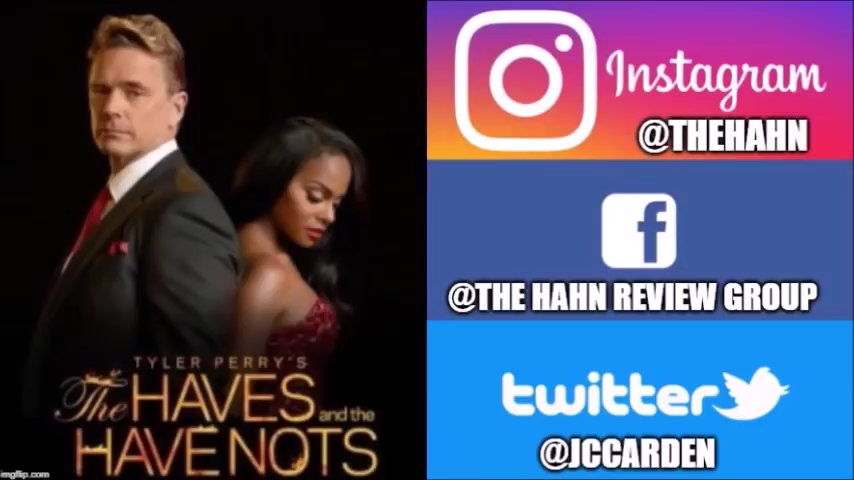 TYLER PERRY'S
The HAVES and the
HAVE NOTS
imgflip.com
Instagram
@THEHAHN
f
@THE HAHN REVIEW GROUP
twitter
@JCCARDEN